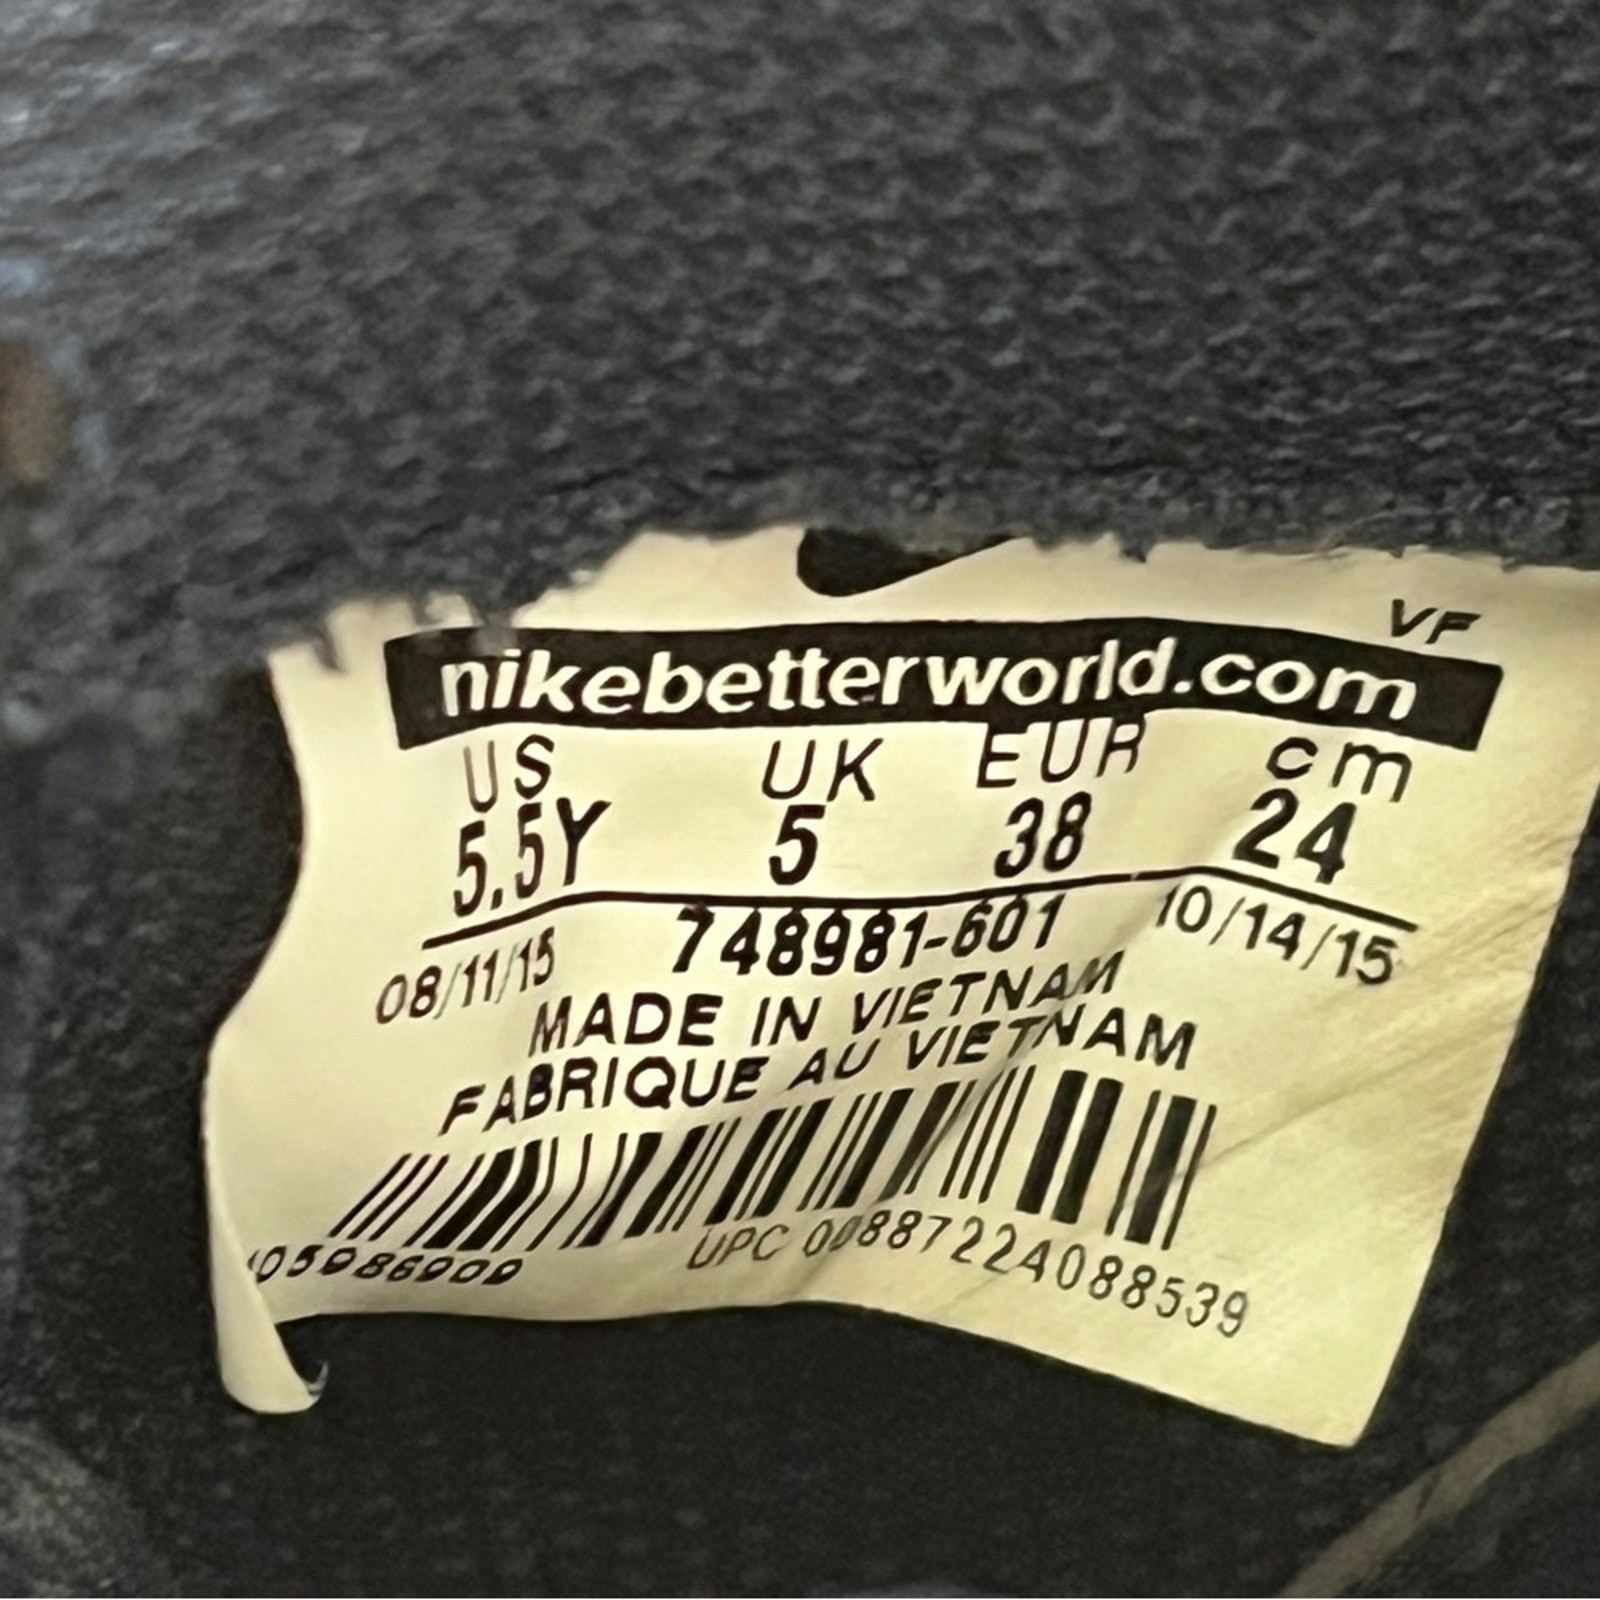 VF
nikebetterworld.com
US UK EUR cm
5.5Y 5 38 24
08/11/15 748981-601 10/14/15
MADE IN VIETNAM
FABRIQUE AU VIETNAM
UPC 00887224088539